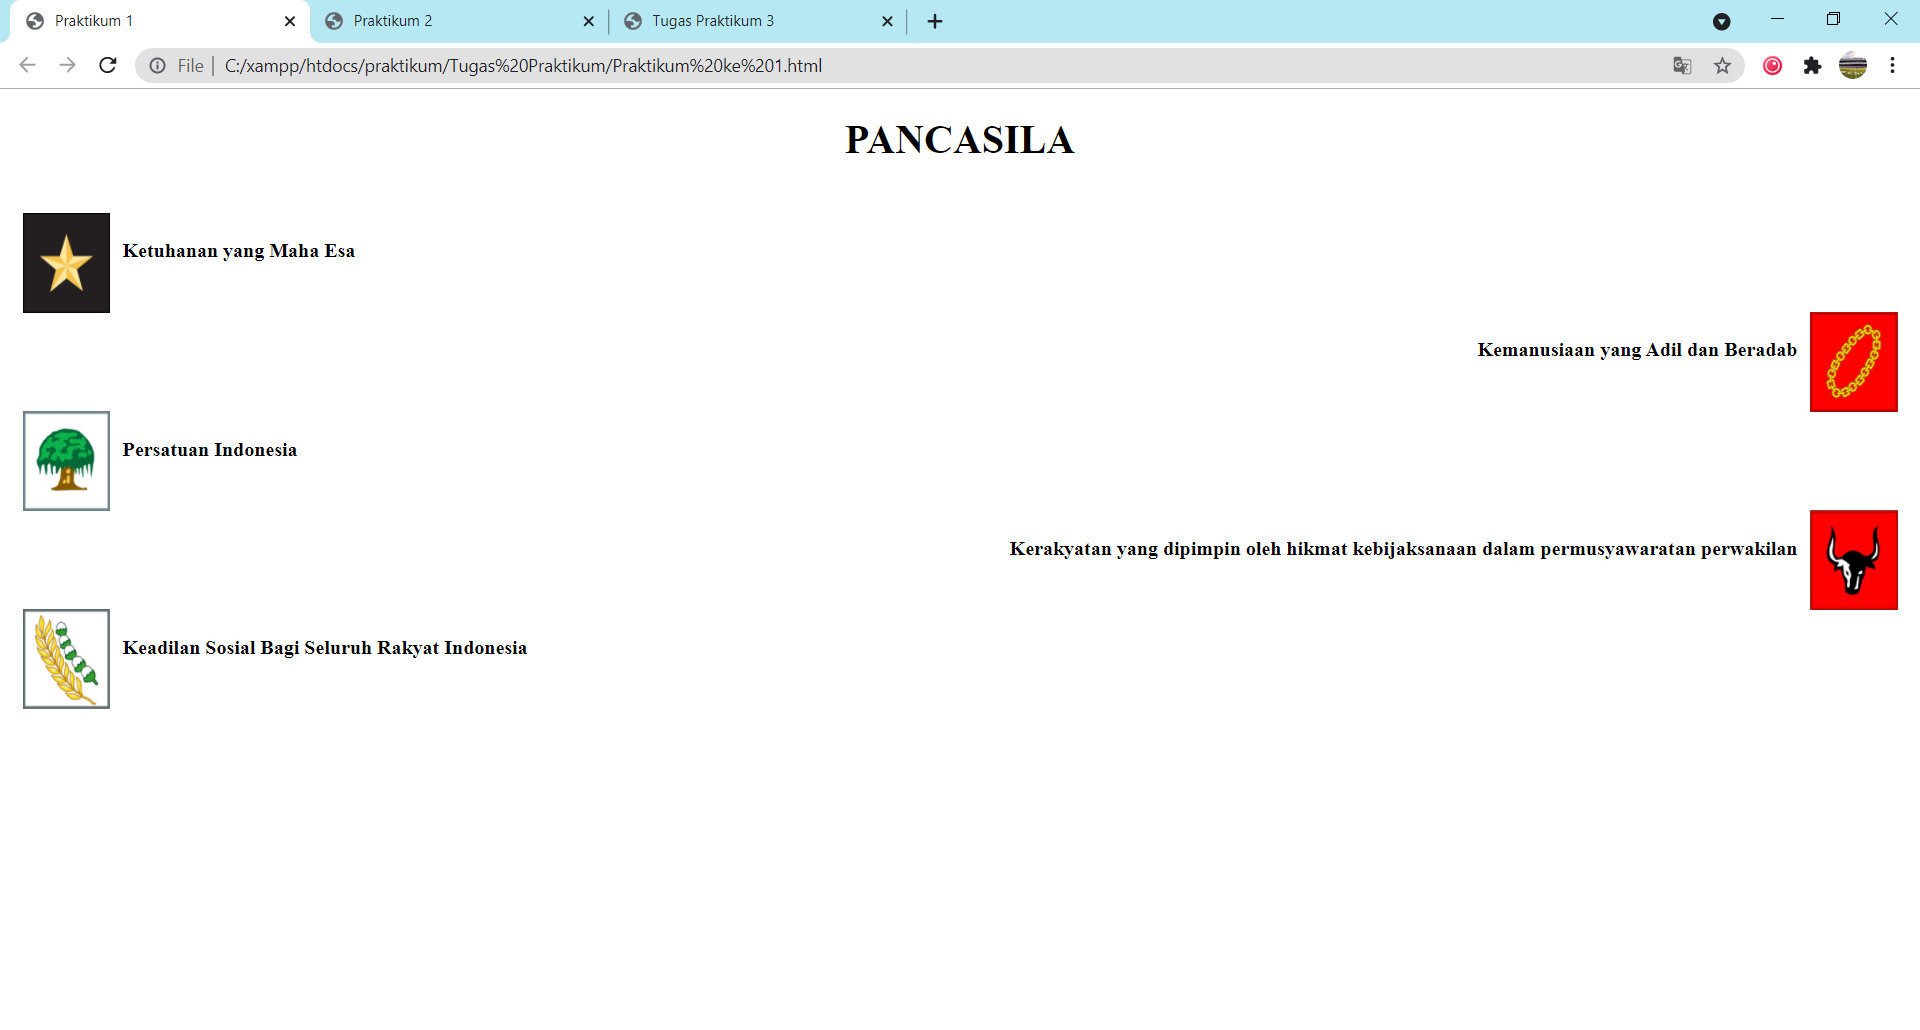 Praktikum 1
Praktikum 2
Tugas Praktikum 3
File | C:/xampp/htdocs/praktikum/Tugas%20Praktikum/Praktikum%20ke%201.html
PANCASILA
Ketuhanan yang Maha Esa
Kemanusiaan yang Adil dan Beradab
Persatuan Indonesia
Kerakyatan yang dipimpin oleh hikmat kebijaksanaan dalam permusyawaratan perwakilan
Keadilan Sosial Bagi Seluruh Rakyat Indonesia